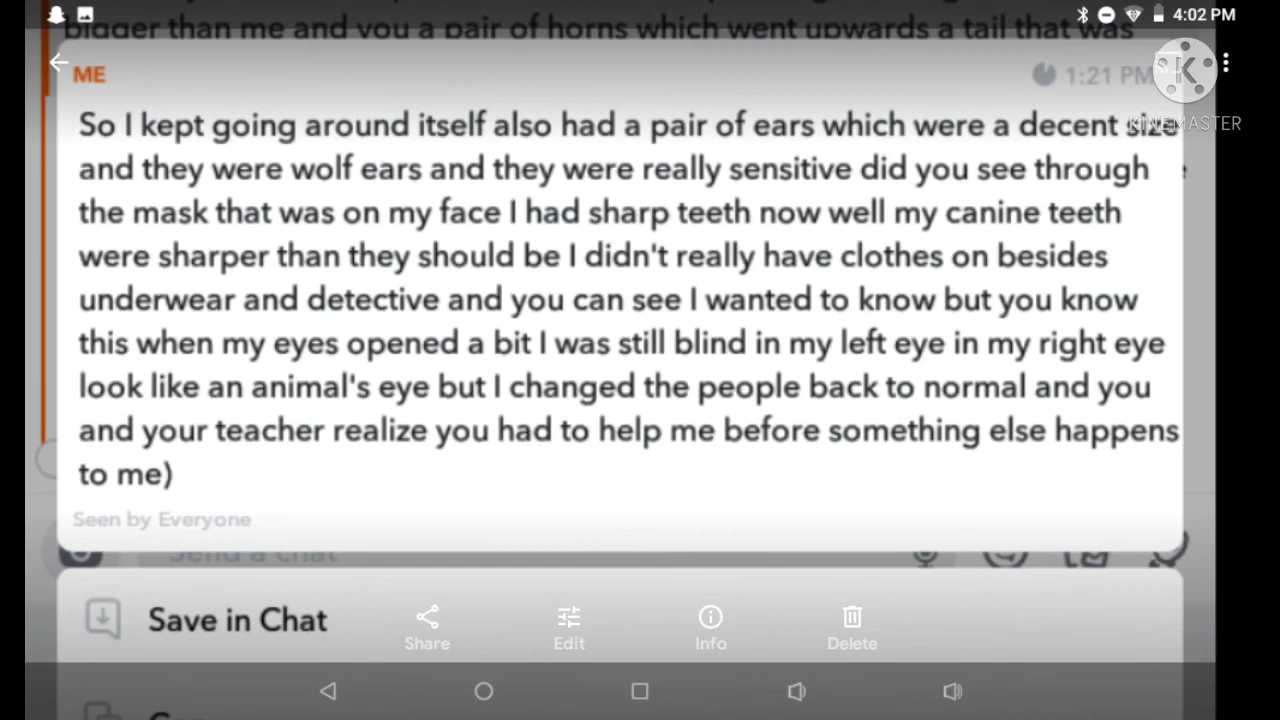 4:02 PM
bigger than me and you a pair of horns which went upwards a tail that was
ME
1:21 PM
KINEMASTER
So I kept going around itself also had a pair of ears which were a decent size
and they were wolf ears and they were really sensitive did you see through
the mask that was on my face I had sharp teeth now well my canine teeth
were sharper than they should be I didn't really have clothes on besides
underwear and detective and you can see I wanted to know but you know
this when my eyes opened a bit I was still blind in my left eye in my right eye
look like an animal's eye but I changed the people back to normal and you
and your teacher realize you had to help me before something else happens
to me)
Seen by Everyone
Send a chat
Save in Chat
Share
Edit
Info
Delete